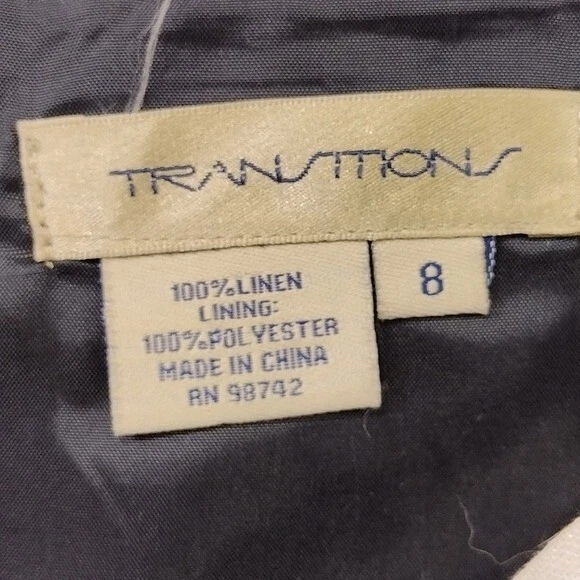 TRANSITIONS
8
100%LINEN
LINING:
100%POLYESTER
MADE IN CHINA
RN 98742